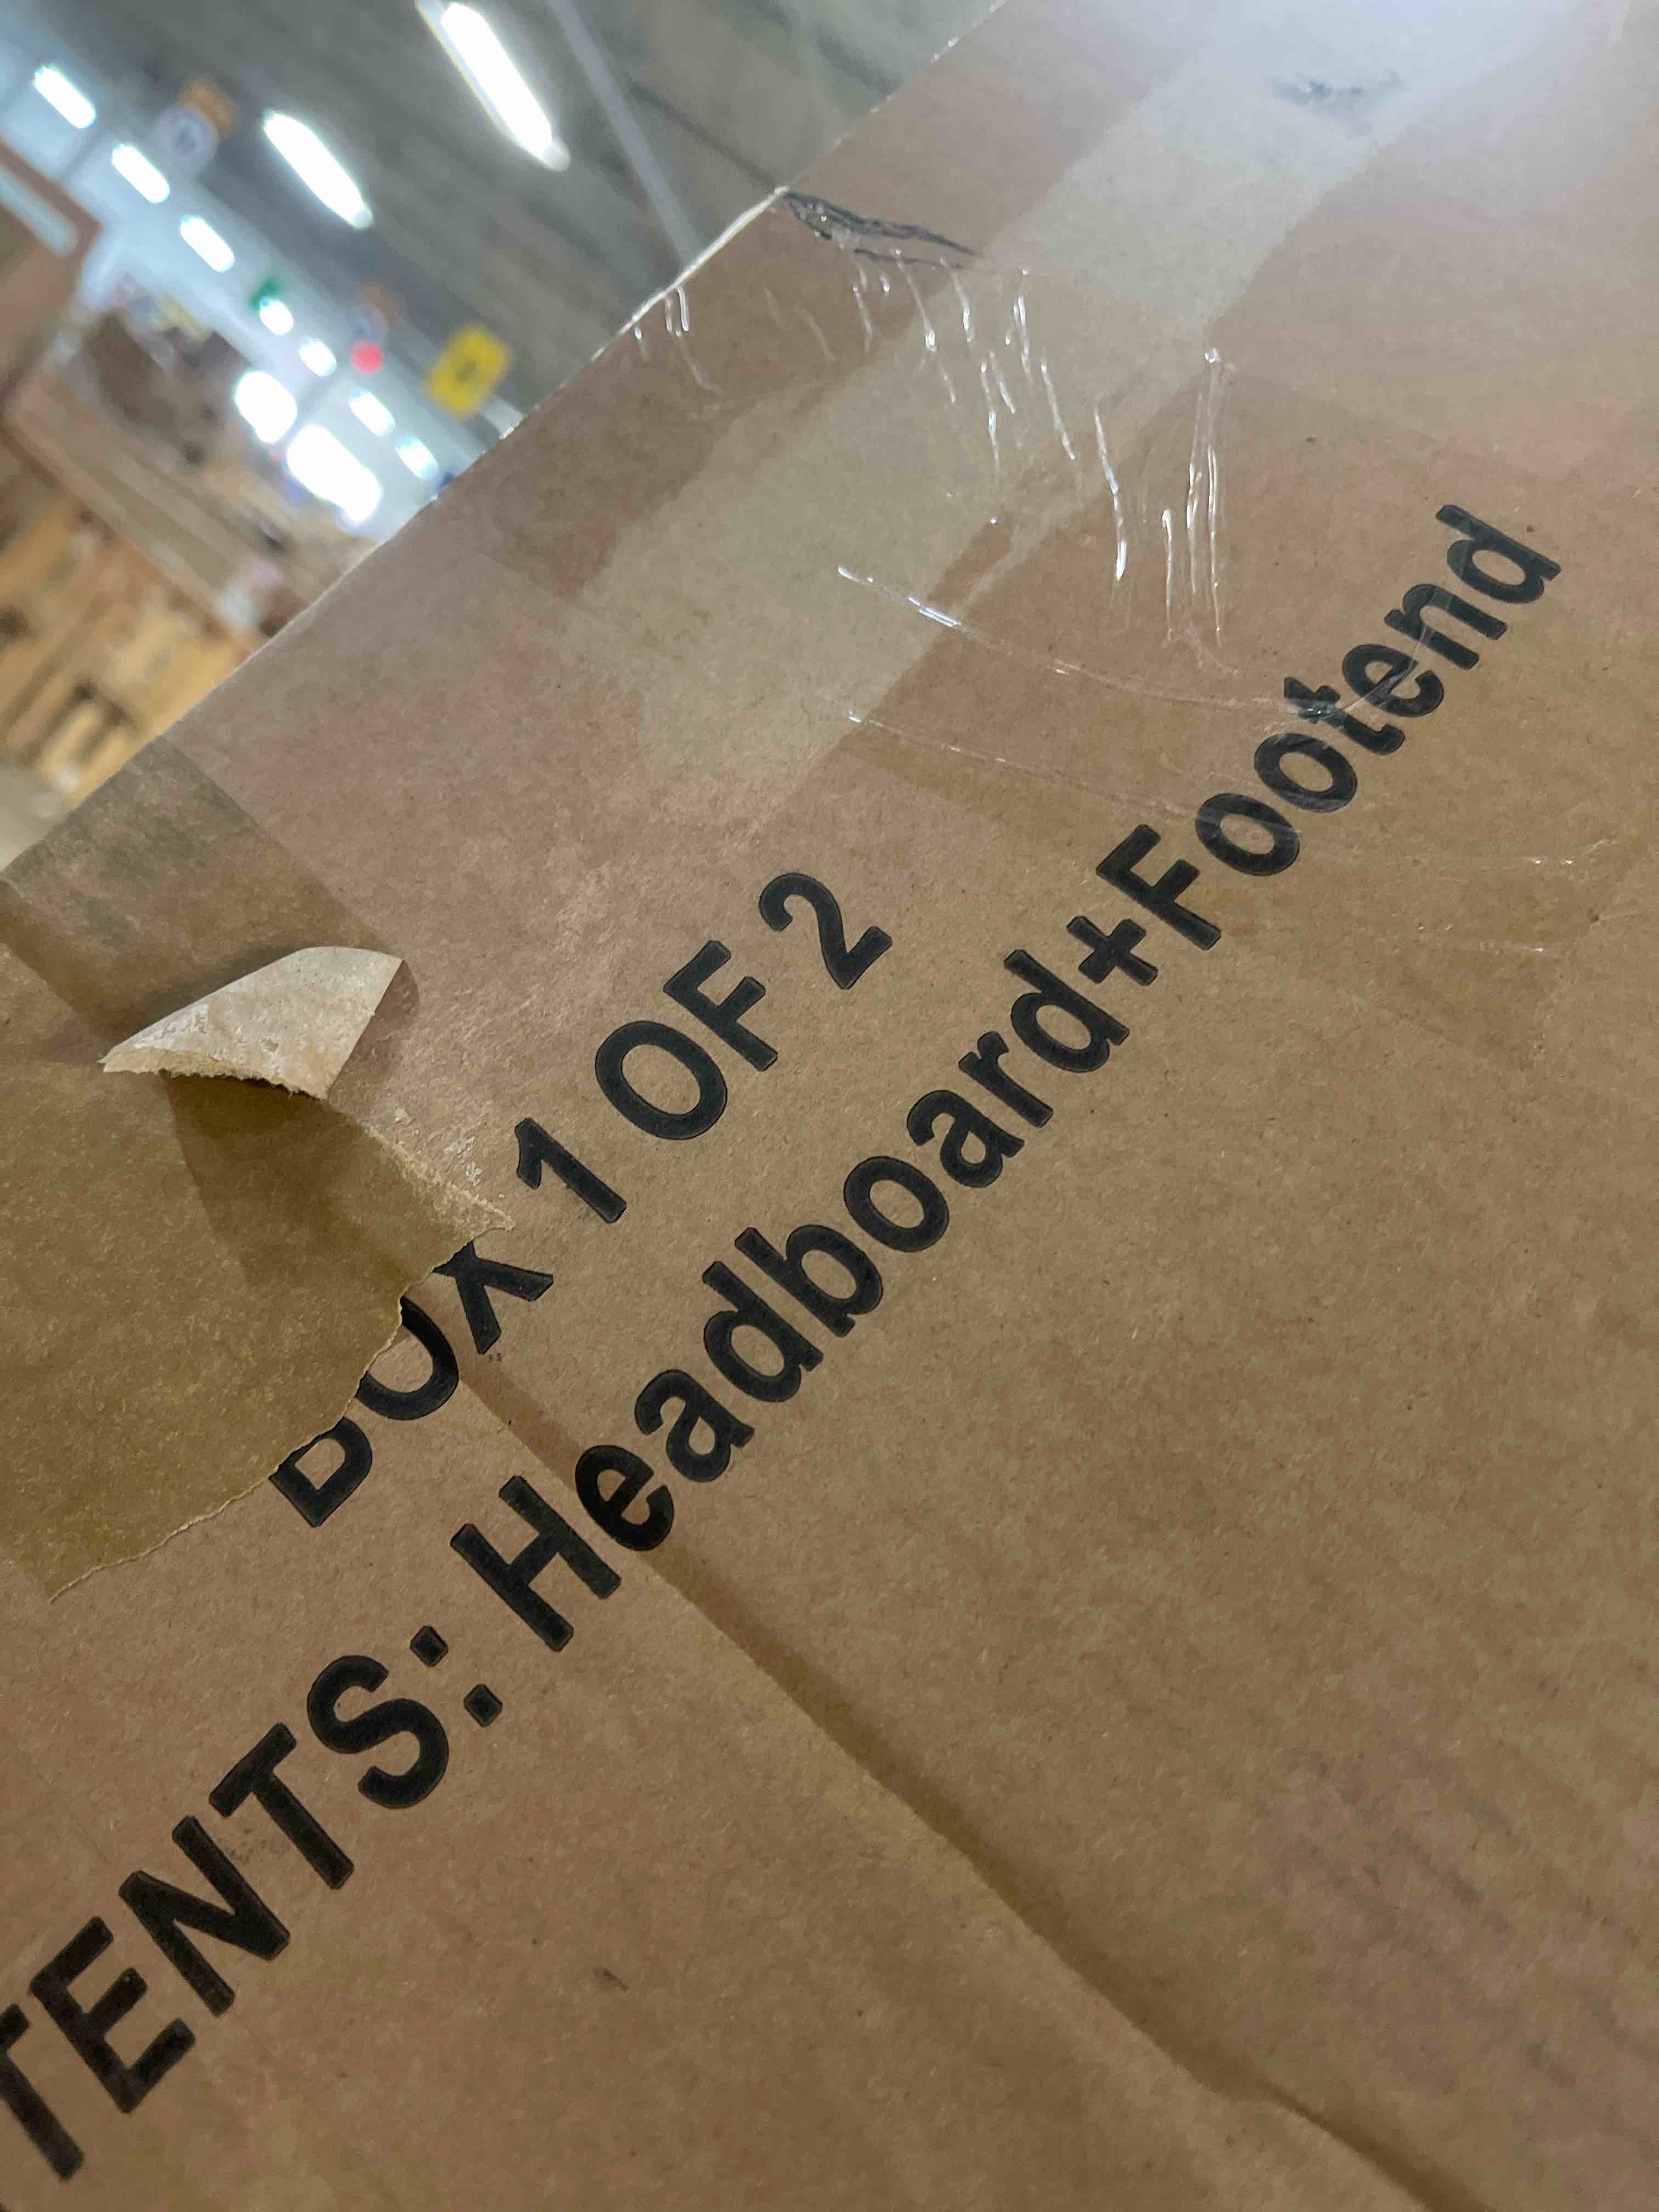 BOX 1 OF 2
TENTS: Headboard+Footend